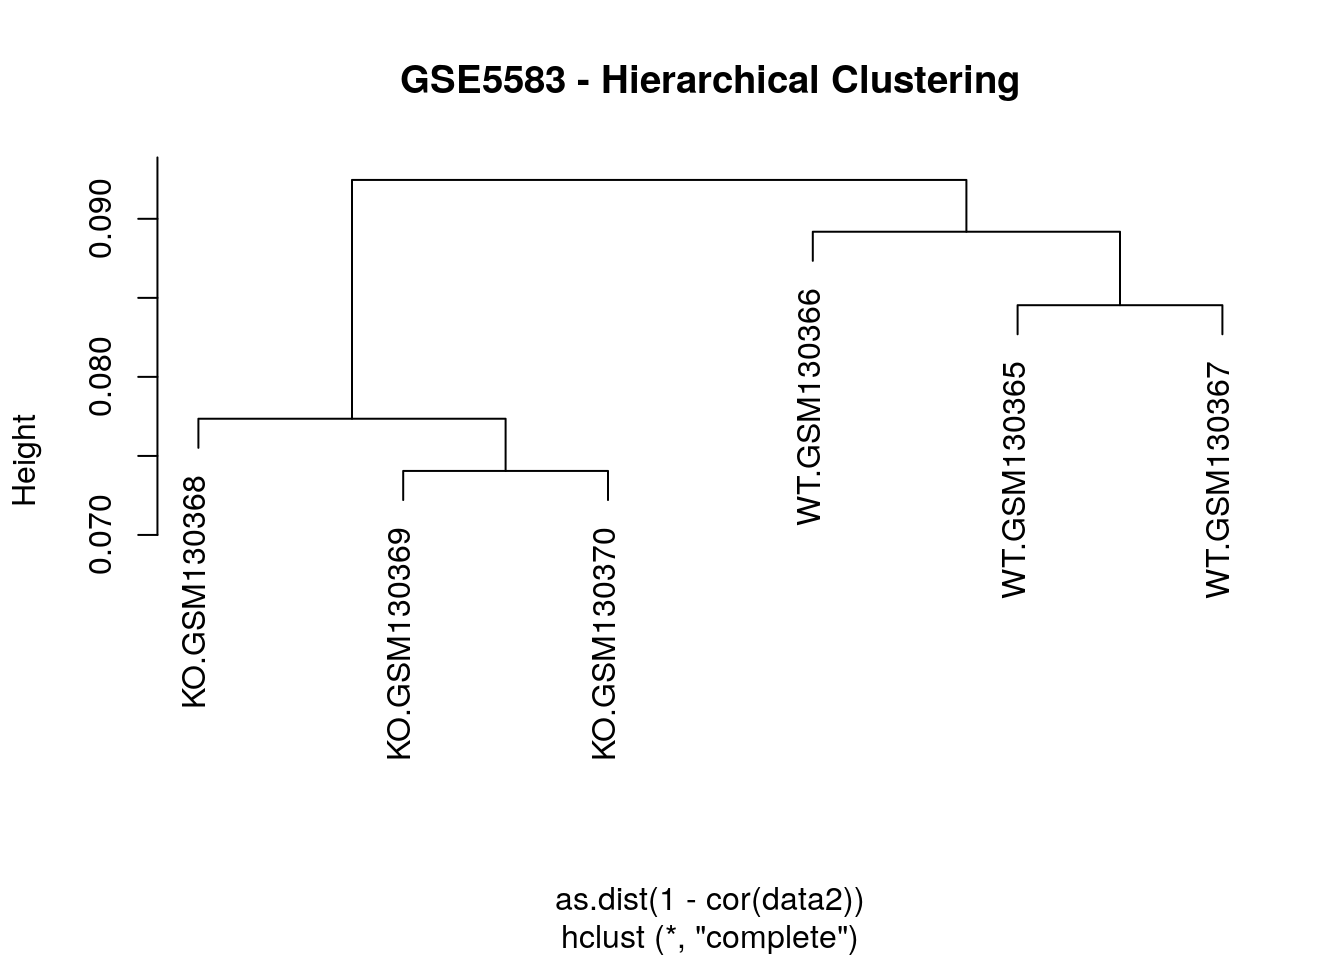 GSE5583 - Hierarchical Clustering
Height
0.090
0.080
0.070
KO.GSM130368
KO.GSM130369
KO.GSM130370
WT.GSM130366
WT.GSM130365
WT.GSM130367
as.dist(1 - cor(data2))
hclust (*, "complete")